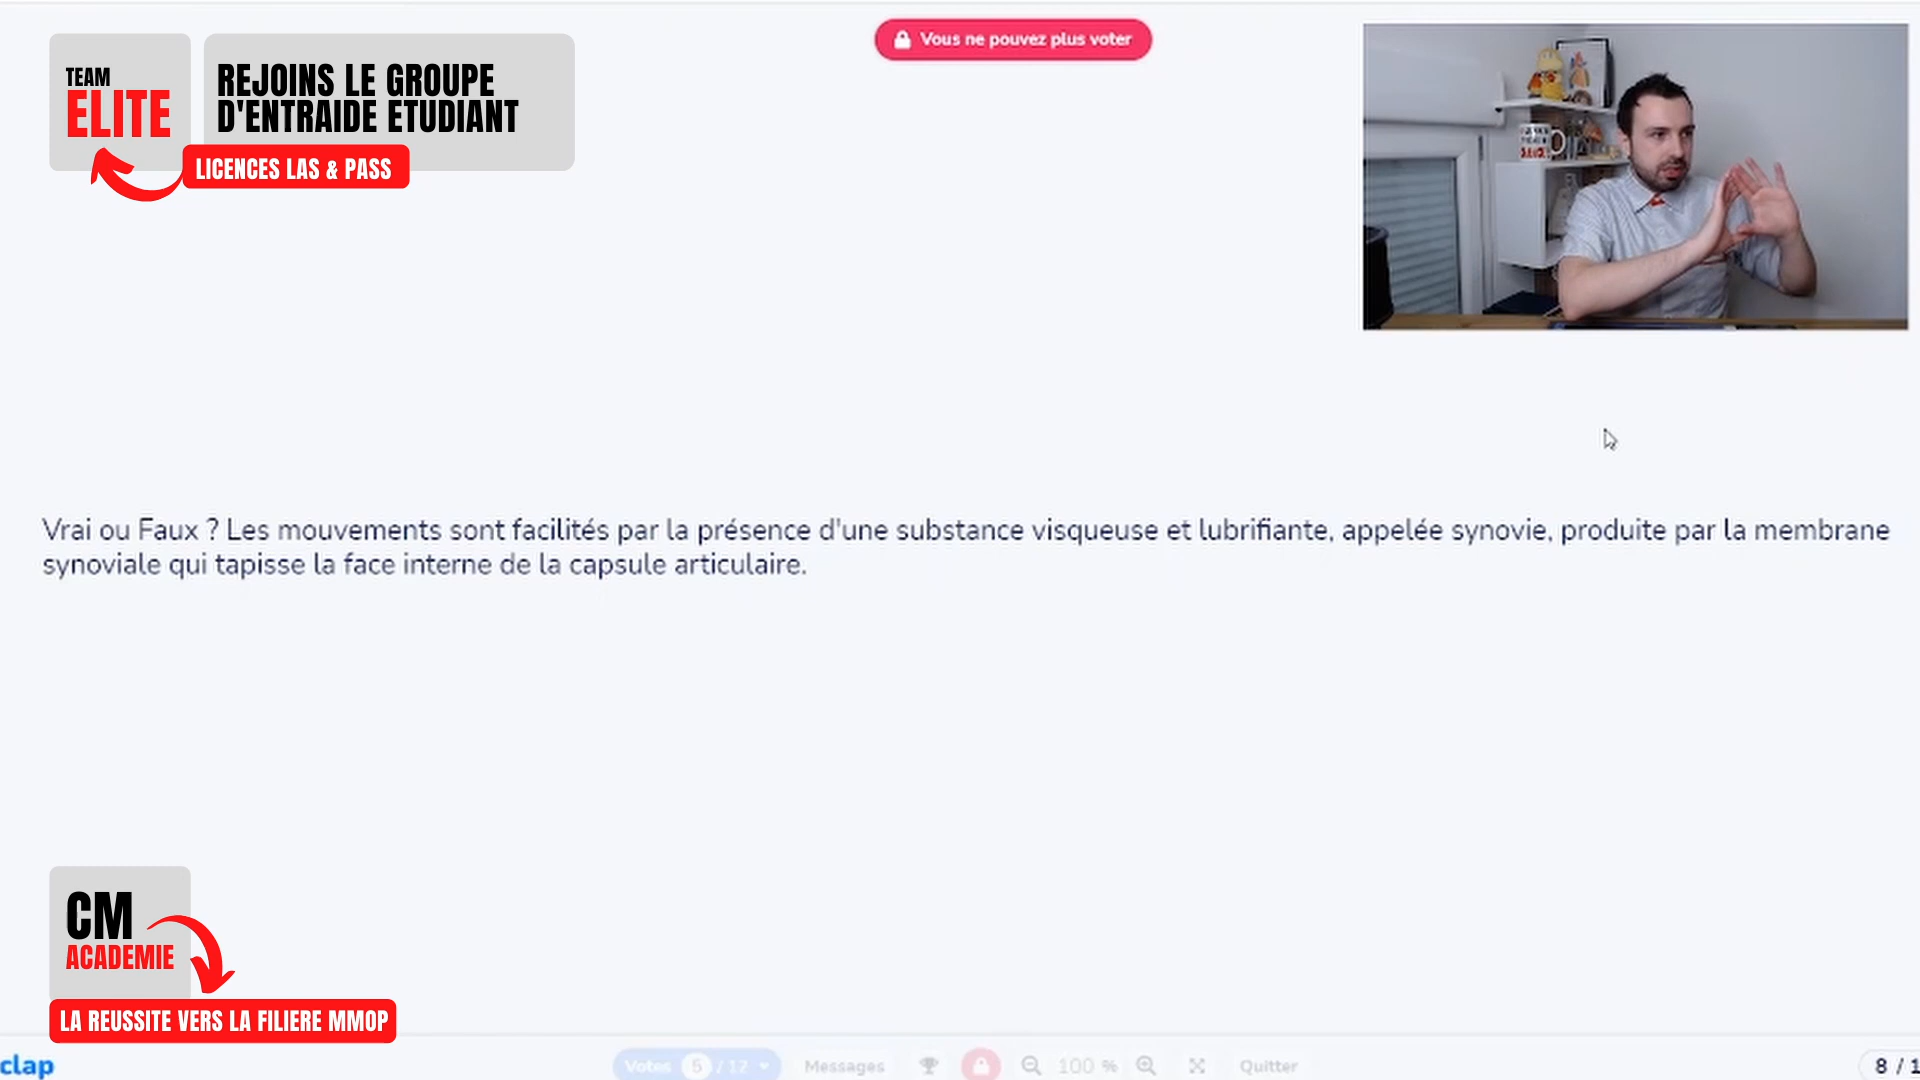 Vous ne pouvez plus voter
TEAM
ELITE
REJOINS LE GROUPE
D'ENTRAIDE ETUDIANT
LICENCES LAS & PASS
Vrai ou Faux ? Les mouvements sont facilités par la présence d'une substance visqueuse et lubrifiante, appelée synovie, produite par la membrane
synoviale qui tapisse la face interne de la capsule articulaire.
CM
ACADEMIE
LA REUSSITE VERS LA FILIERE MMOP
clap
Votes 5 / 12
Messages
100 %
Quitter
8 / 1